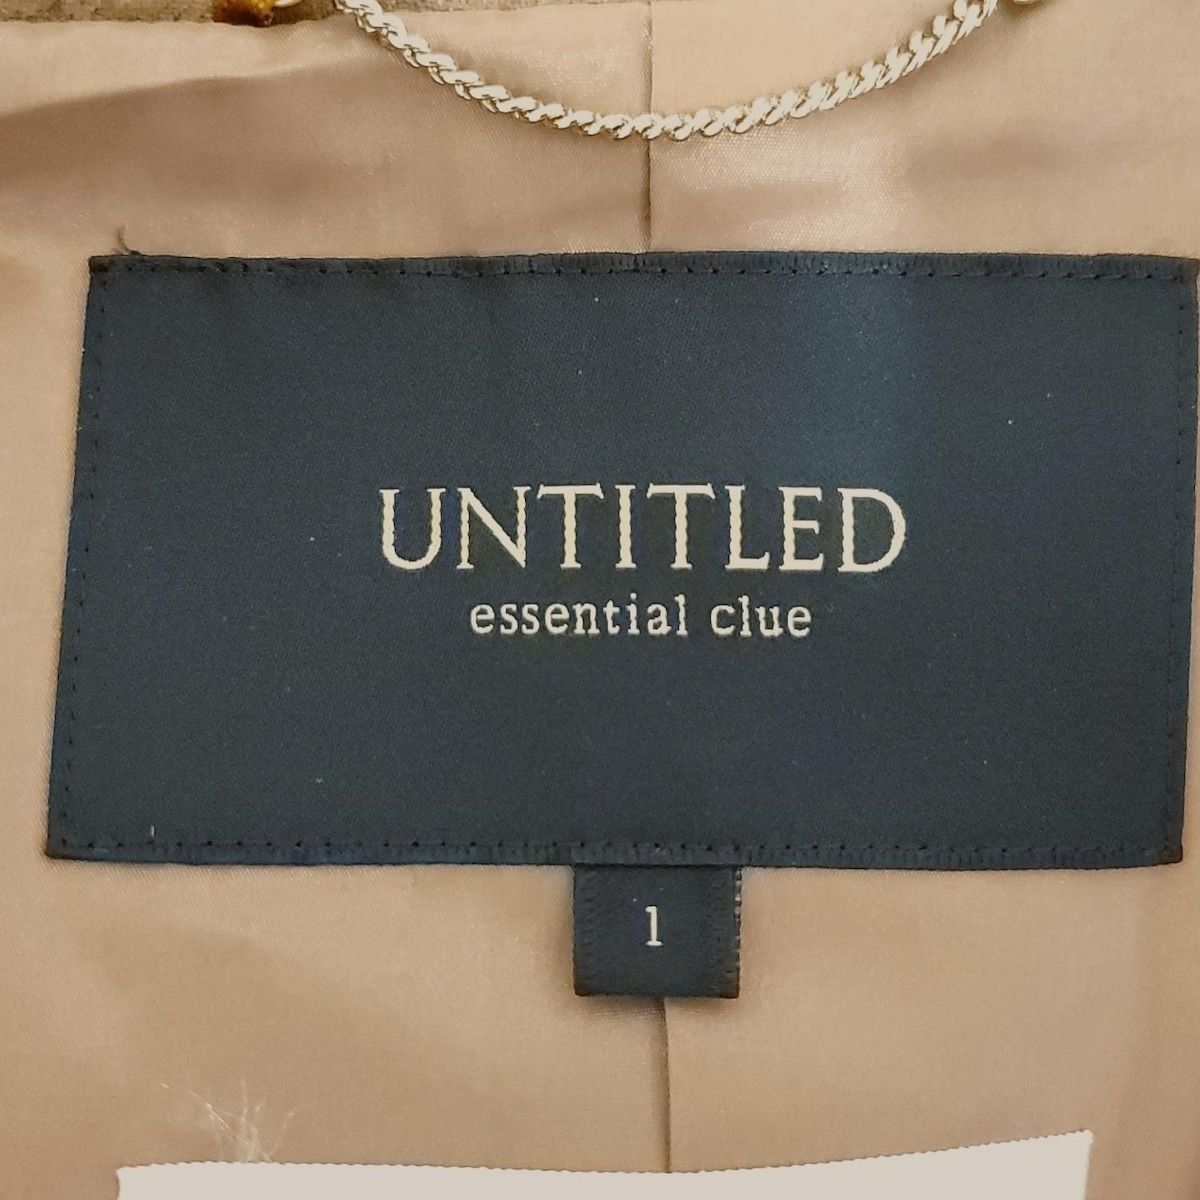 UNTITLED
essential clue
1